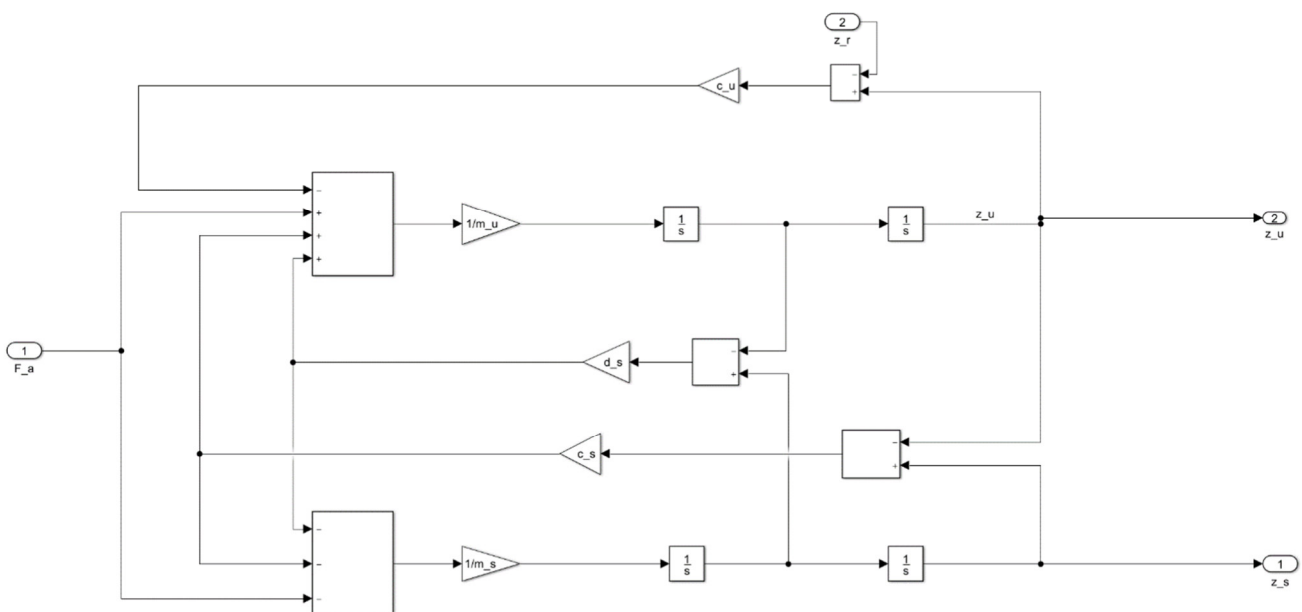 2
z_r
−
+
c_u
−
+
+
+
1/m_u
1
s
1
s
z_u
2
z_u
1
F_a
d_s
−
+
c_s
−
+
−
−
−
1/m_s
1
s
1
s
1
z_s